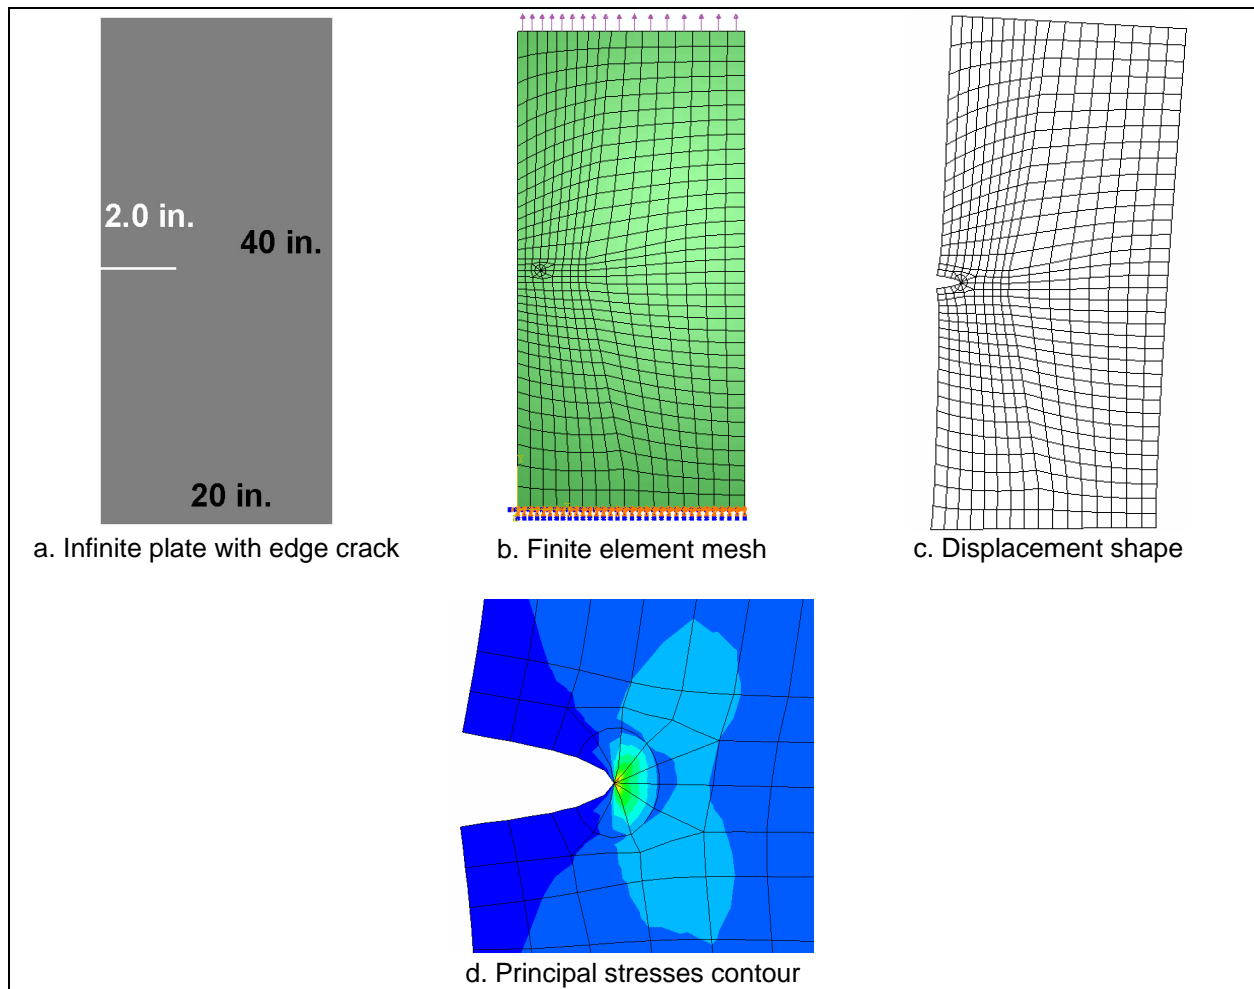 2.0 in.
40 in.
20 in.
a. Infinite plate with edge crack
b. Finite element mesh
c. Displacement shape
d. Principal stresses contour